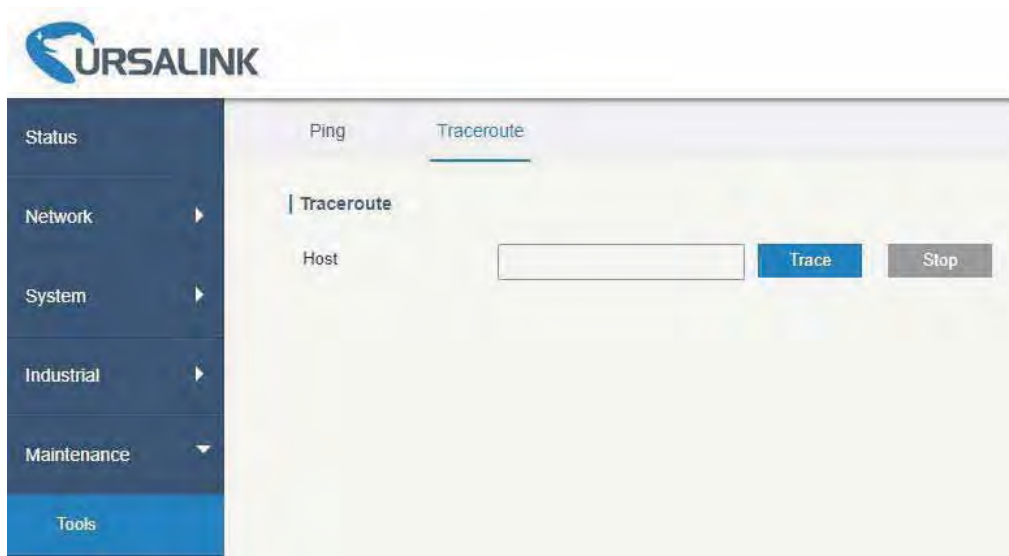 URSALINK
Status
Network
System
Industrial
Maintenance
Tools
Ping Traceroute
Traceroute
Host Trace Stop